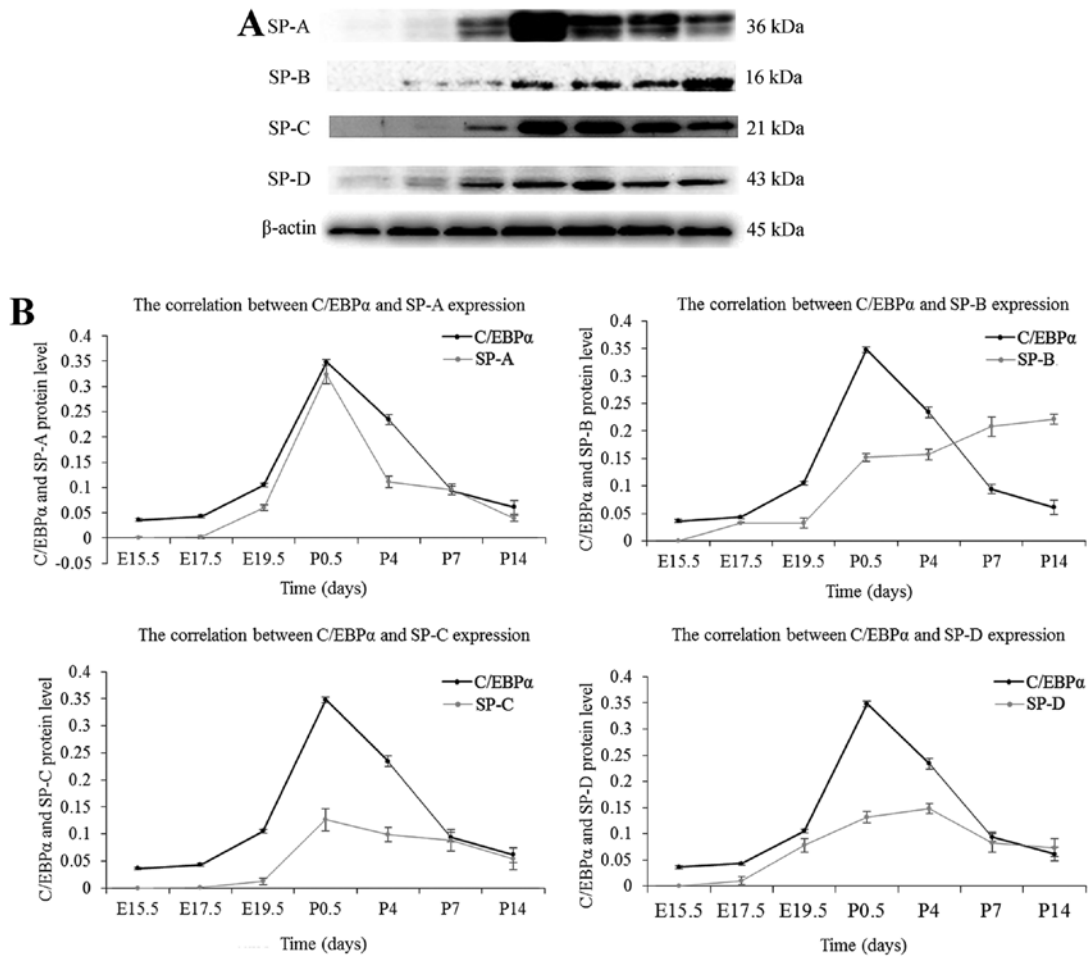 A
SP-A 36 kDa
SP-B 16 kDa
SP-C 21 kDa
SP-D 43 kDa
β-actin 45 kDa
B
The correlation between C/EBPα and SP-A expression
C/EBPα and SP-A protein level
0.4
0.35
0.3
0.25
0.2
0.15
0.1
0.05
0
-0.05
C/EBPα
SP-A
E15.5 E17.5 E19.5 P0.5 P4 P7 P14
Time (days)
The correlation between C/EBPα and SP-B expression
C/EBPα and SP-B protein level
0.4
0.35
0.3
0.25
0.2
0.15
0.1
0.05
0
C/EBPα
SP-B
E15.5 E17.5 E19.5 P0.5 P4 P7 P14
Time (days)
The correlation between C/EBPα and SP-C expression
C/EBPα and SP-C protein level
0.4
0.35
0.3
0.25
0.2
0.15
0.1
0.05
0
C/EBPα
SP-C
E15.5 E17.5 E19.5 P0.5 P4 P7 P14
Time (days)
The correlation between C/EBPα and SP-D expression
C/EBPα and SP-D protein level
0.4
0.35
0.3
0.25
0.2
0.15
0.1
0.05
0
C/EBPα
SP-D
E15.5 E17.5 E19.5 P0.5 P4 P7 P14
Time (days)